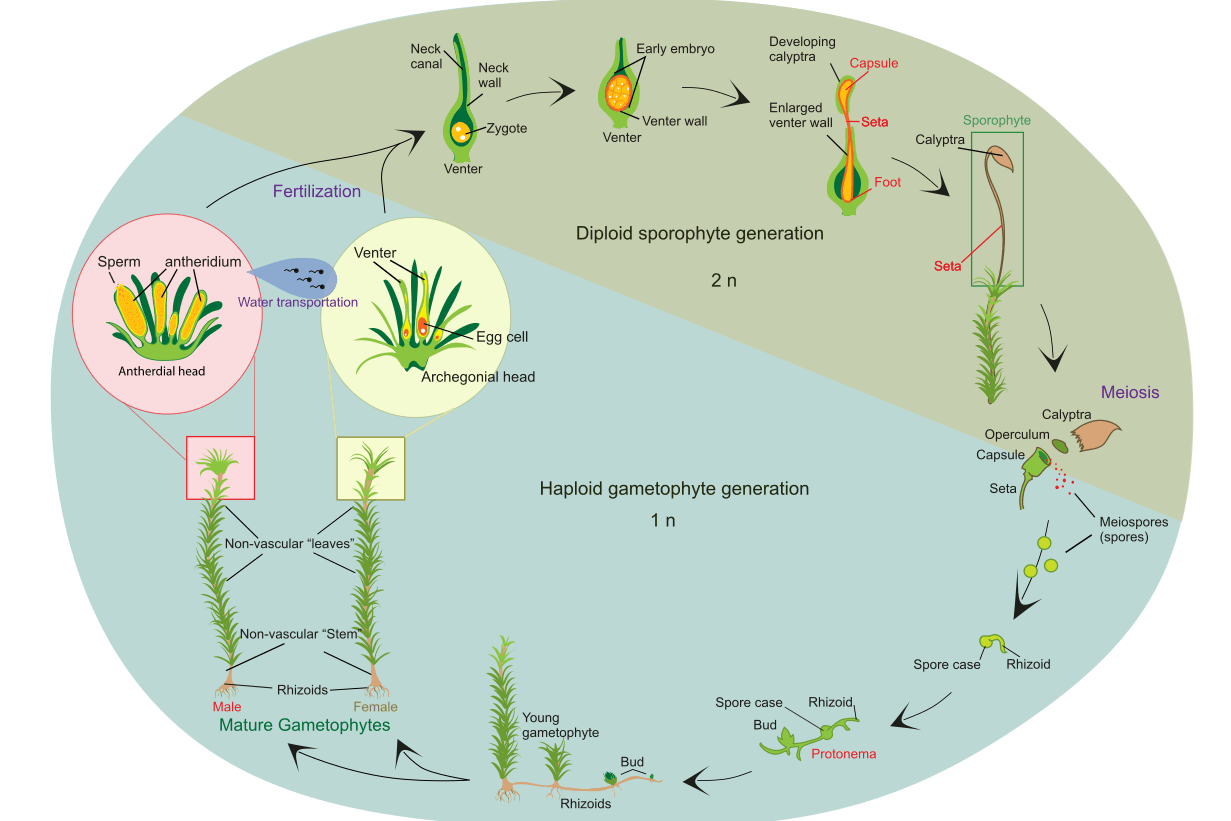 Neck
canal
Neck
wall
Zygote
Venter
Early embryo
Venter wall
Venter
Developing
calyptra
Capsule
Enlarged
venter wall
Seta
Foot
Sporophyte
Calyptra
Seta
Fertilization
Diploid sporophyte generation
2 n
Sperm
antheridium
Antherdial head
Water transportation
Venter
Egg cell
Archegonial head
Meiosis
Calyptra
Operculum
Capsule
Seta
Meiospores
(spores)
Haploid gametophyte generation
1 n
Non-vascular “leaves”
Non-vascular “Stem”
Rhizoids
Male
Female
Mature Gametophytes
Spore case
Rhizoid
Spore case
Rhizoid
Bud
Protonema
Young
gametophyte
Bud
Rhizoids